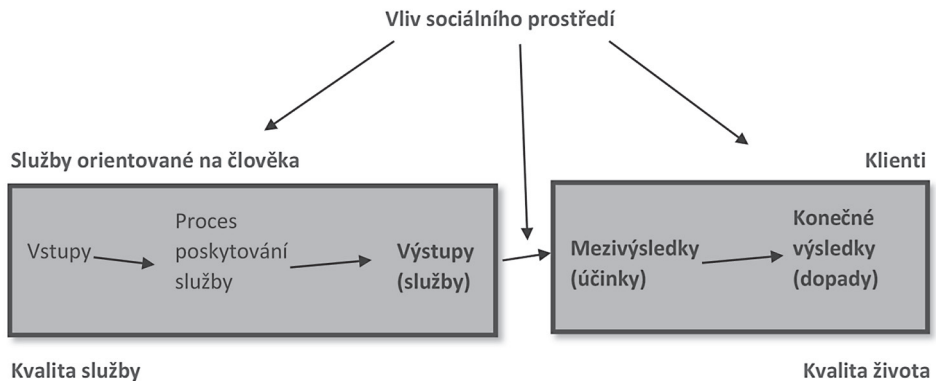 Vliv sociálního prostředí
Služby orientované na člověka
Klienti
Vstupy
Proces
poskytování
služby
Výstupy
(služby)
Mezivýsledky
(účinky)
Konečné
výsledky
(dopady)
Kvalita služby
Kvalita života